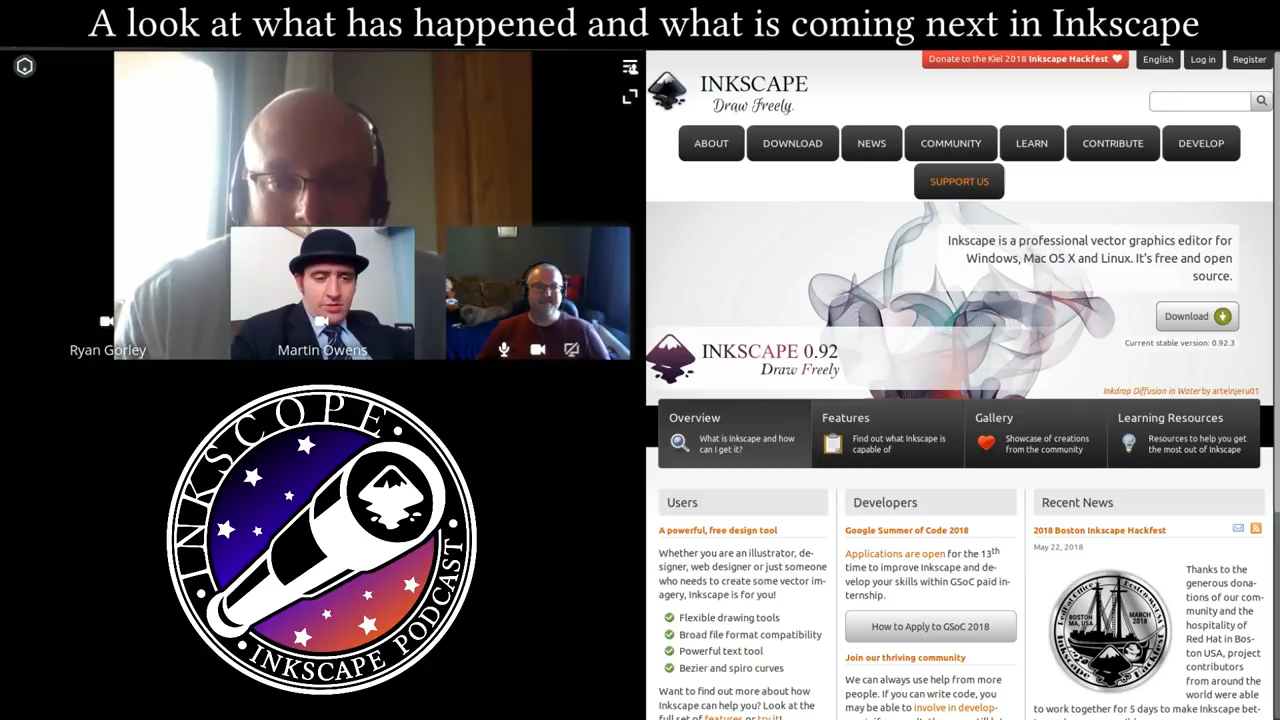 A look at what has happened and what is coming next in Inkscape
Ryan Gorley
Martin Owens
INKSCOPE
INKSCAPE PODCAST
Donate to the Kiel 2018 Inkscape Hackfest
English
Log in
Register
INKSCAPE
Draw Freely.
ABOUT
DOWNLOAD
NEWS
COMMUNITY
LEARN
CONTRIBUTE
DEVELOP
SUPPORT US
Inkscape is a professional vector graphics editor for
Windows, Mac OS X and Linux. It's free and open
source.
Download
Current stable version: 0.92.3
INKSCAPE 0.92
Draw Freely
Inkdrop Diffusion in Water by artelnjeru01
Overview
What is Inkscape and how
can I get it?
Features
Find out what Inkscape is
capable of
Gallery
Showcase of creations
from the community
Learning Resources
Resources to help you get
the most out of Inkscape
Users
A powerful, free design tool
Whether you are an illustrator, de-
signer, web designer or just someone
who needs to create some vector im-
agery, Inkscape is for you!
Flexible drawing tools
Broad file format compatibility
Powerful text tool
Bezier and spiro curves
Want to find out more about how
Inkscape can help you? Look at the
full set of features or try it!
Developers
Google Summer of Code 2018
Applications are open for the 13th
time to improve Inkscape and de-
velop your skills within GSoC paid in-
ternship.
How to Apply to GSoC 2018
Join our thriving community
We can always use help from more
people. If you can write code, you
may be able to involve in develop-
Recent News
2018 Boston Inkscape Hackfest
May 22, 2018
BOSTON
MA, USA
MARCH
2018
Thanks to the
generous dona-
tions of our com-
munity and the
hospitality of
Red Hat in Bos-
ton USA, project
contributors
from around the
world were able
to work together for 5 days to make Inkscape bet-